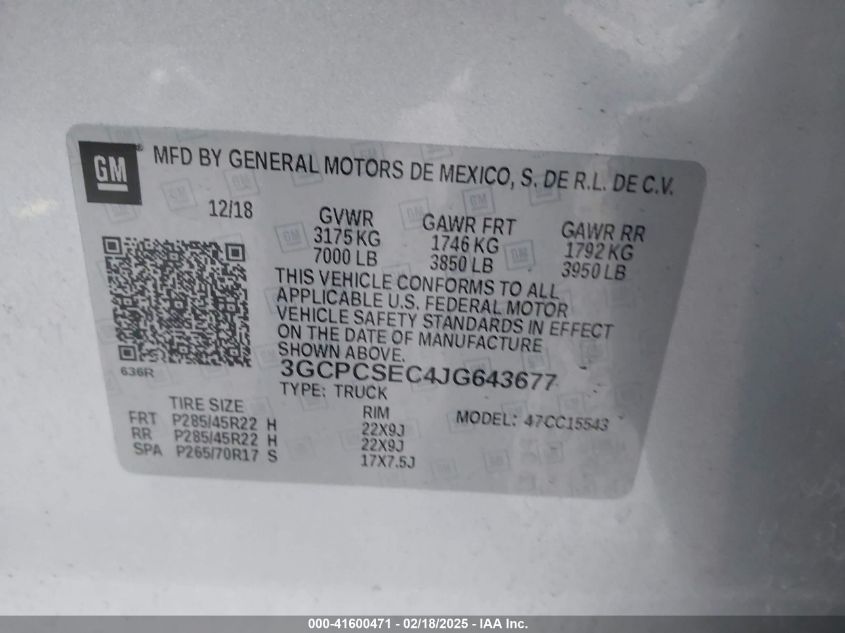 GM MFD BY GENERAL MOTORS DE MEXICO, S. DE R.L. DE C.V.
12/18 GVWR GAWR FRT GAWR RR
3175 KG 1746 KG 1792 KG
7000 LB 3850 LB 3950 LB
THIS VEHICLE CONFORMS TO ALL
APPLICABLE U.S. FEDERAL MOTOR
VEHICLE SAFETY STANDARDS IN EFFECT
ON THE DATE OF MANUFACTURE
SHOWN ABOVE.
636R
3GCPCSEC4JG643677
TYPE: TRUCK
TIRE SIZE RIM MODEL: 47CC15543
FRT P285/45R22 H 22X9J
RR P285/45R22 H 22X9J
SPA P265/70R17 S 17X7.5J
000-41600471 - 02/18/2025 - IAA Inc.